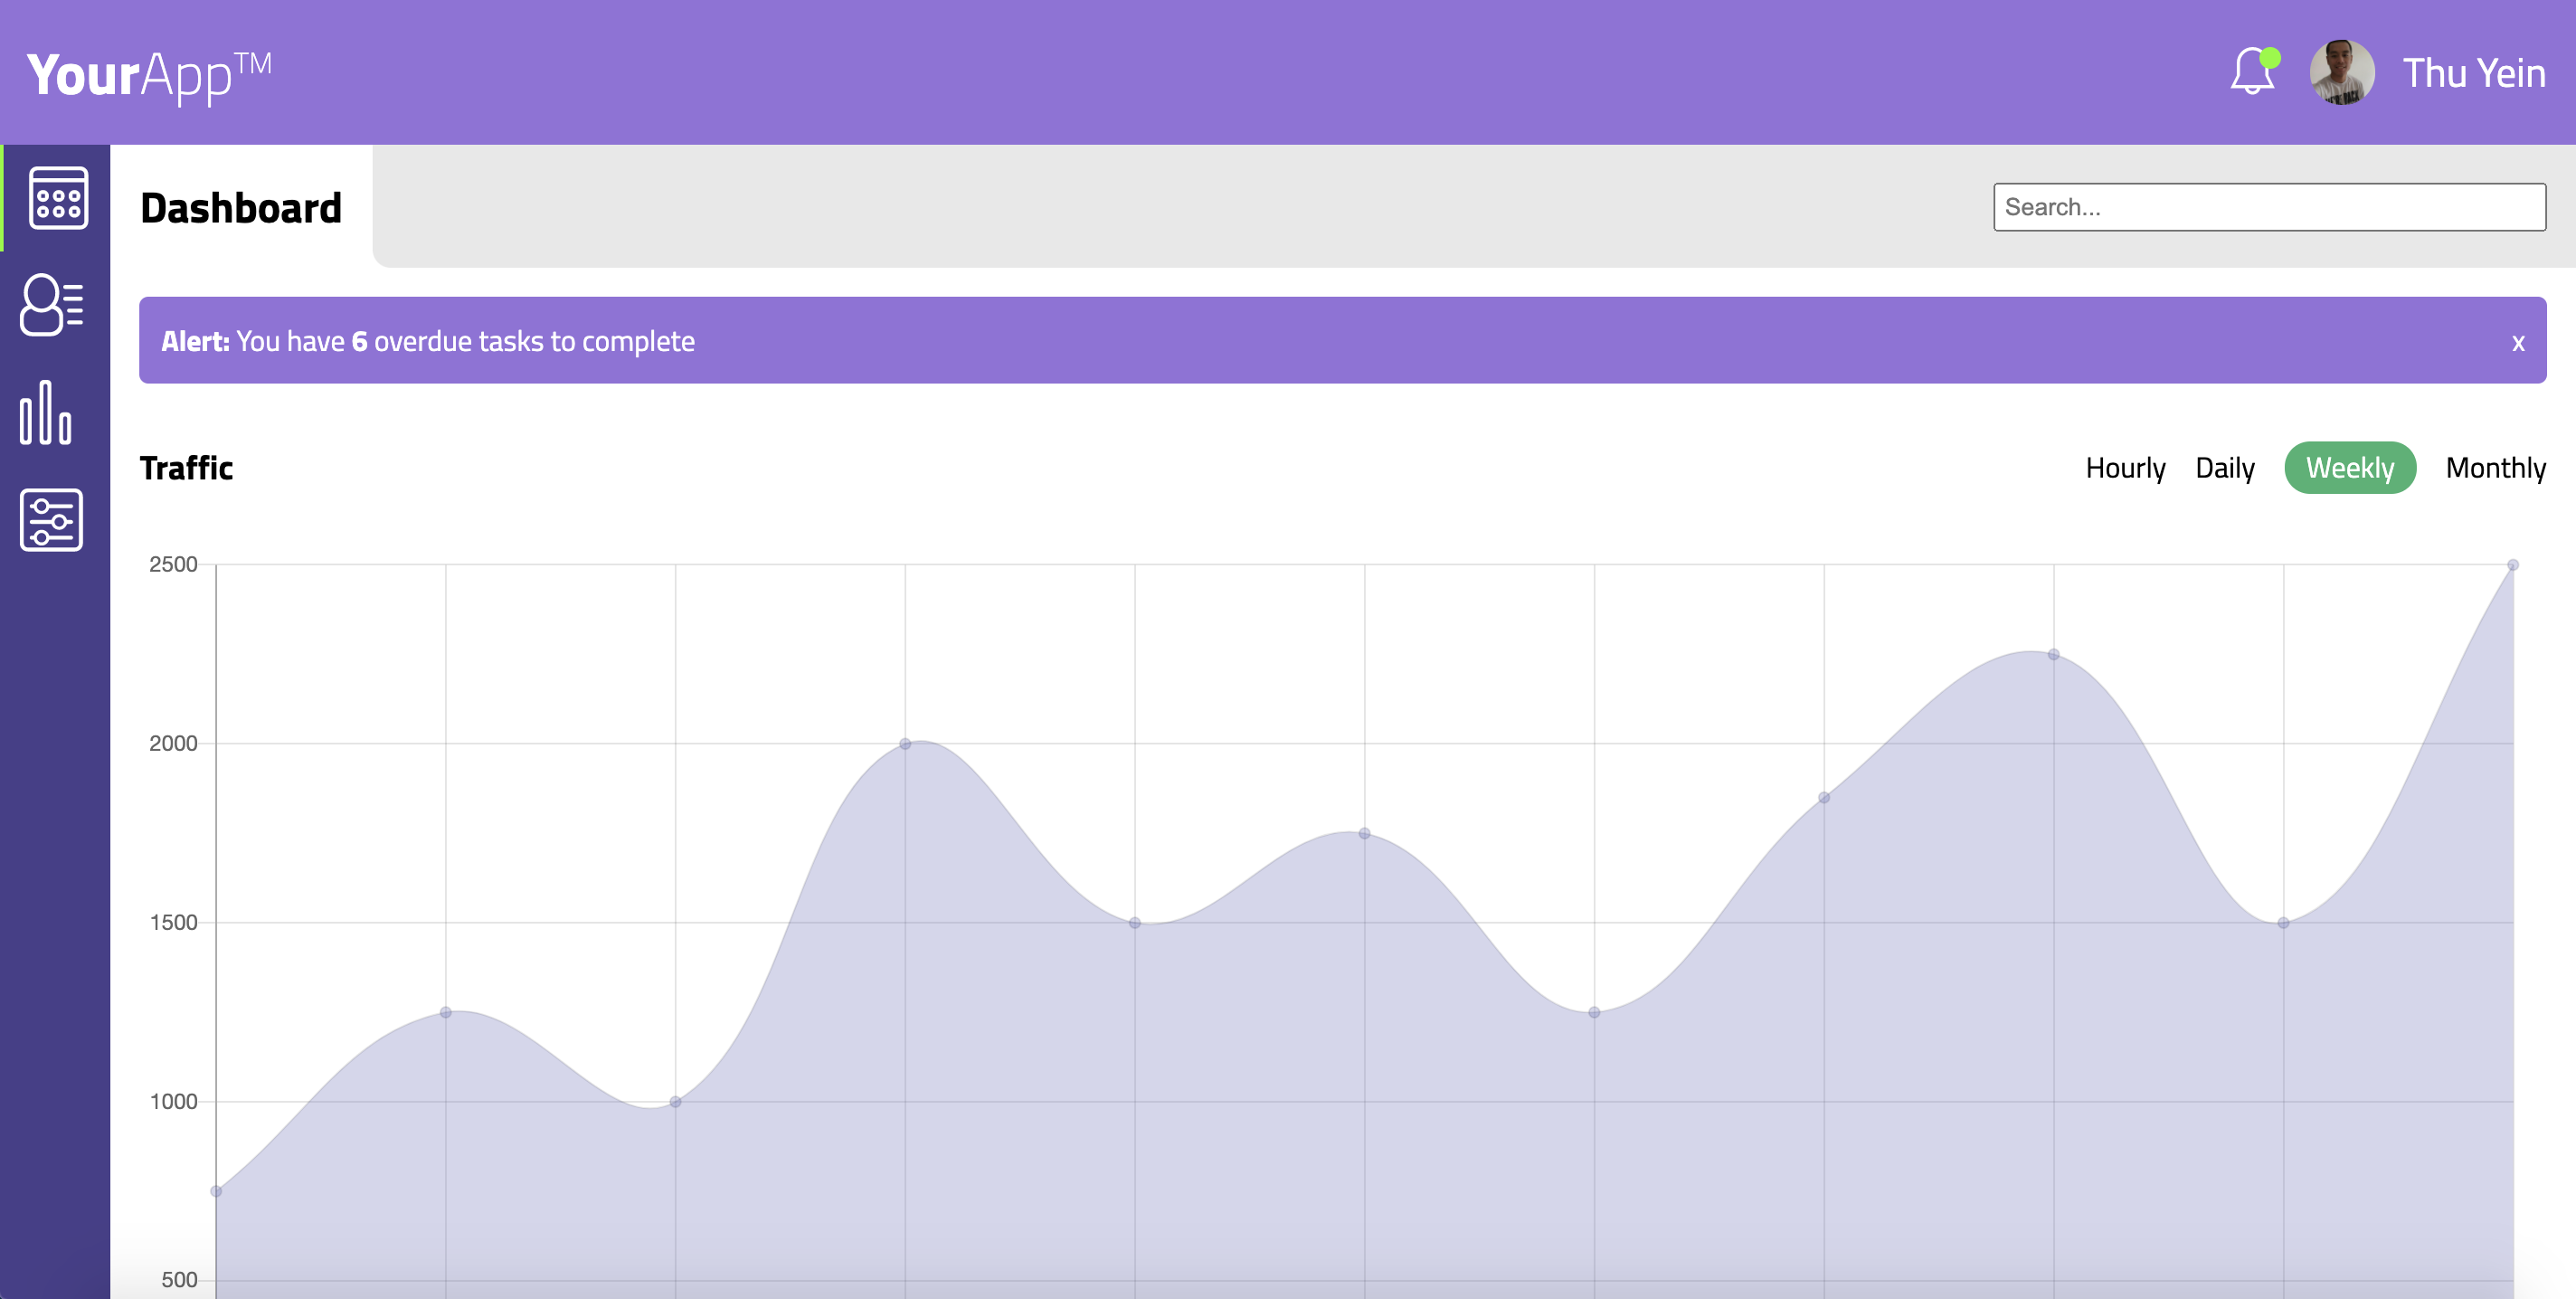 YourApp™
Thu Yein
Dashboard
Search...
Alert: You have 6 overdue tasks to complete
x
Traffic
Hourly Daily Weekly Monthly
2500
2000
1500
1000
500